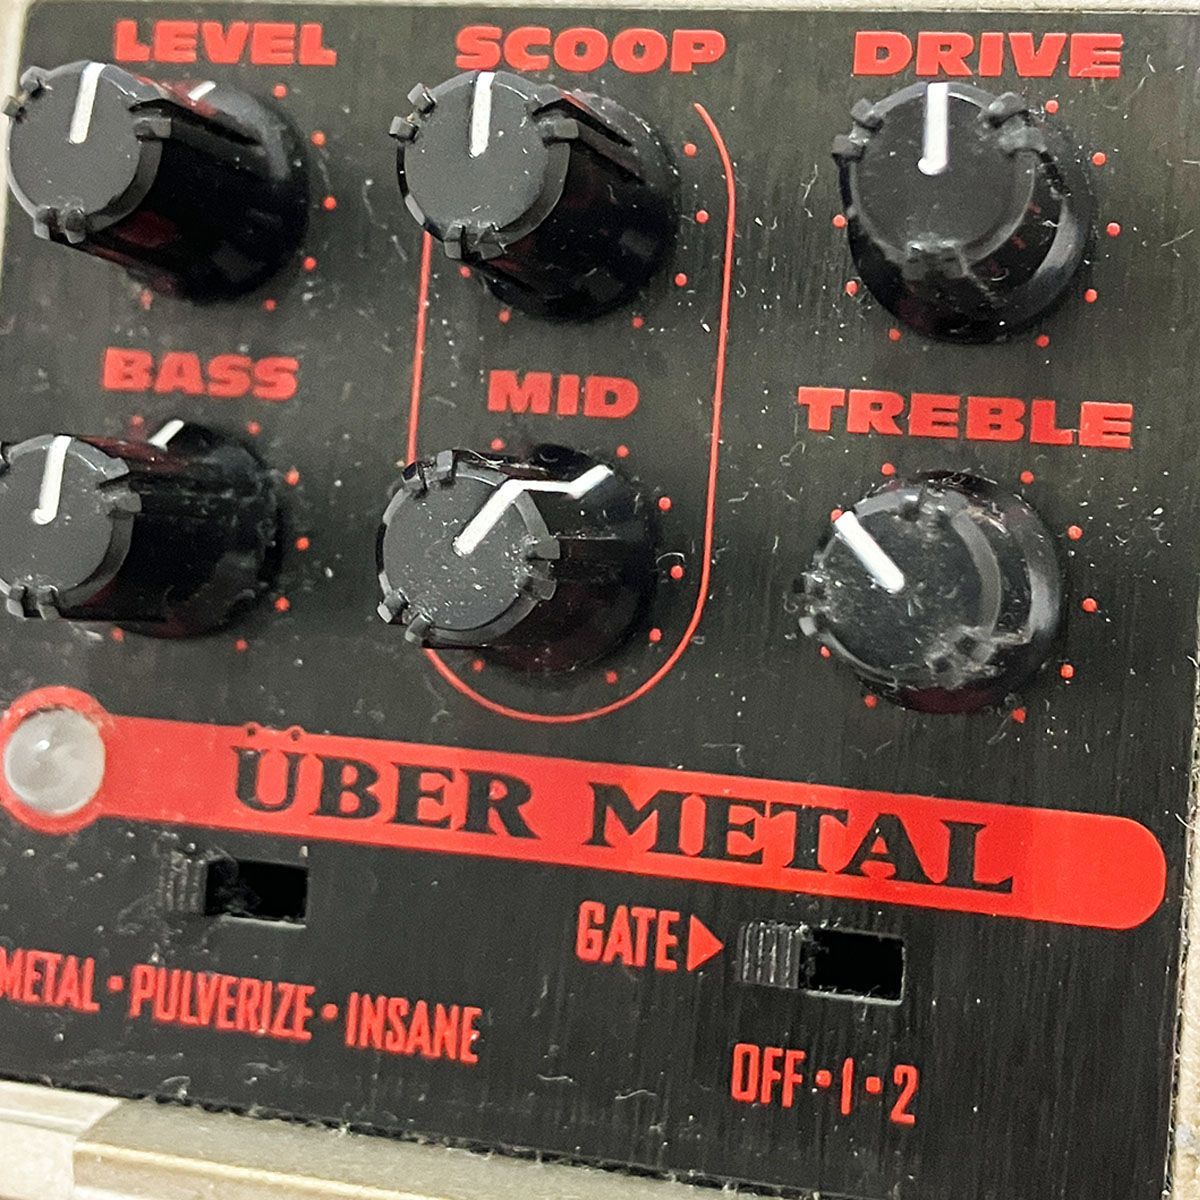 LEVEL SCOOP DRIVE
BASS MID TREBLE
ÜBER METAL
GATE
METAL • PULVERIZE • INSANE
OFF • 1 • 2